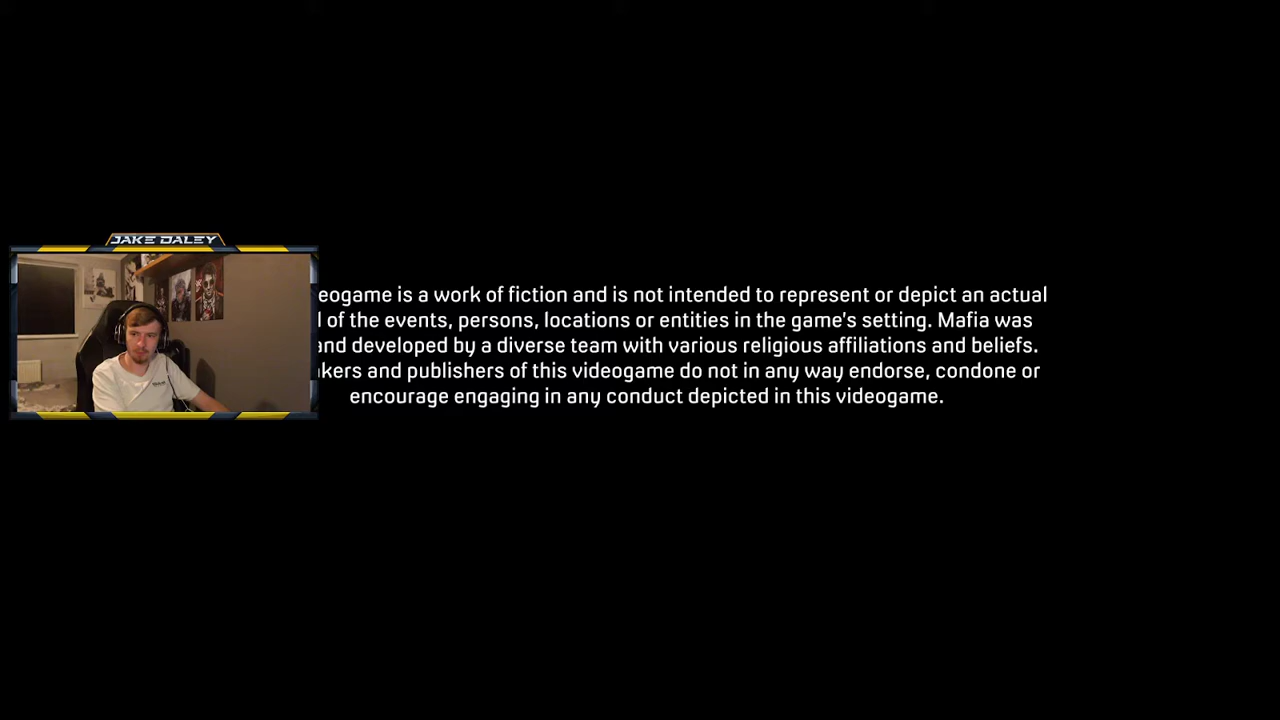 JAKE DALEY
is a work of fiction and is not intended to represent or depict an actual
of the events, persons, locations or entities in the game's setting. Mafia was
and developed by a diverse team with various religious affiliations and beliefs.
and publishers of this videogame do not in any way endorse, condone or
encourage engaging in any conduct depicted in this videogame.